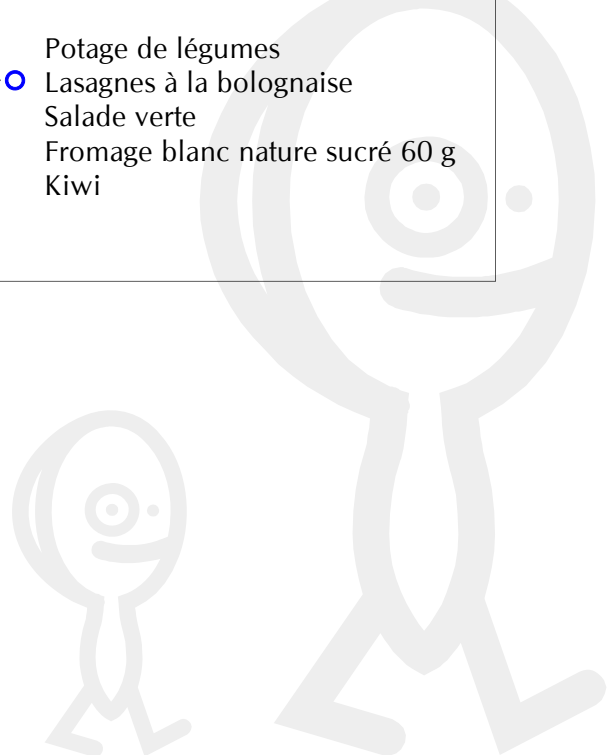 Potage de légumes
Lasagnes à la bolognaise
Salade verte
Fromage blanc nature sucré 60 g
Kiwi